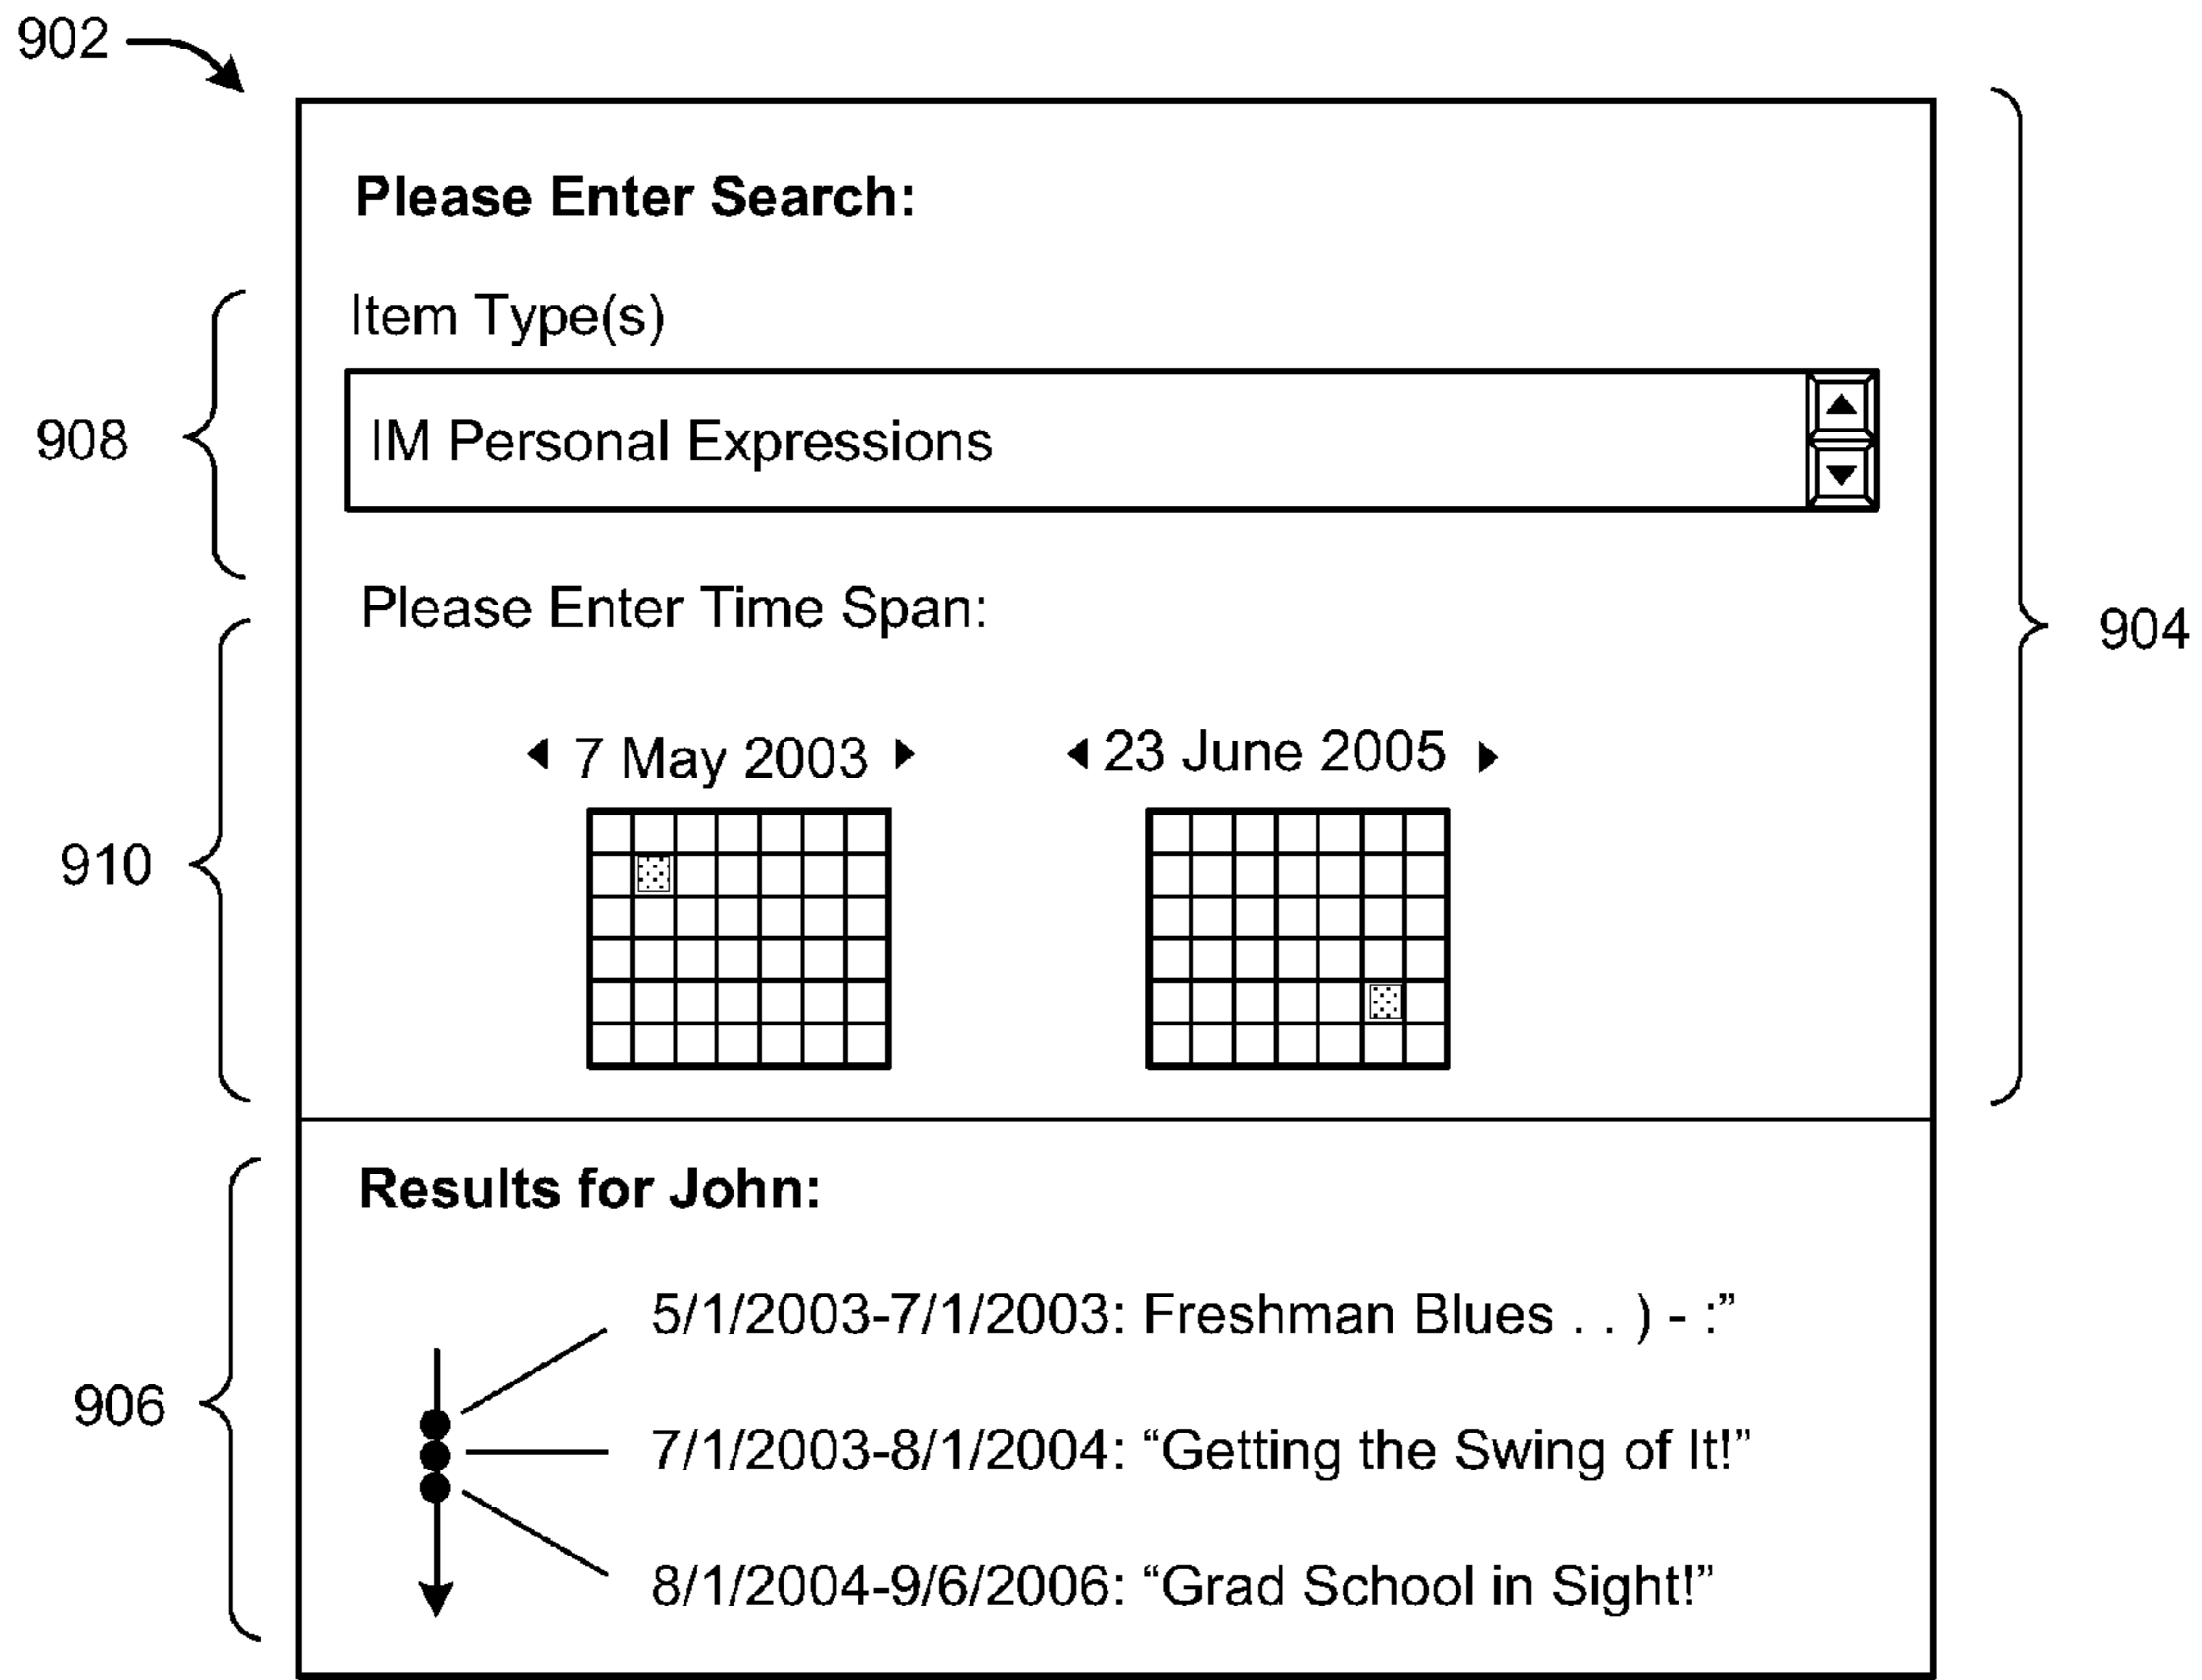 902
Please Enter Search:
Item Type(s)
908
IM Personal Expressions
Please Enter Time Span:
904
7 May 2003
23 June 2005
910
Results for John:
5/1/2003-7/1/2003: Freshman Blues . . ) - :”
906
7/1/2003-8/1/2004: “Getting the Swing of It!”
8/1/2004-9/6/2006: “Grad School in Sight!”